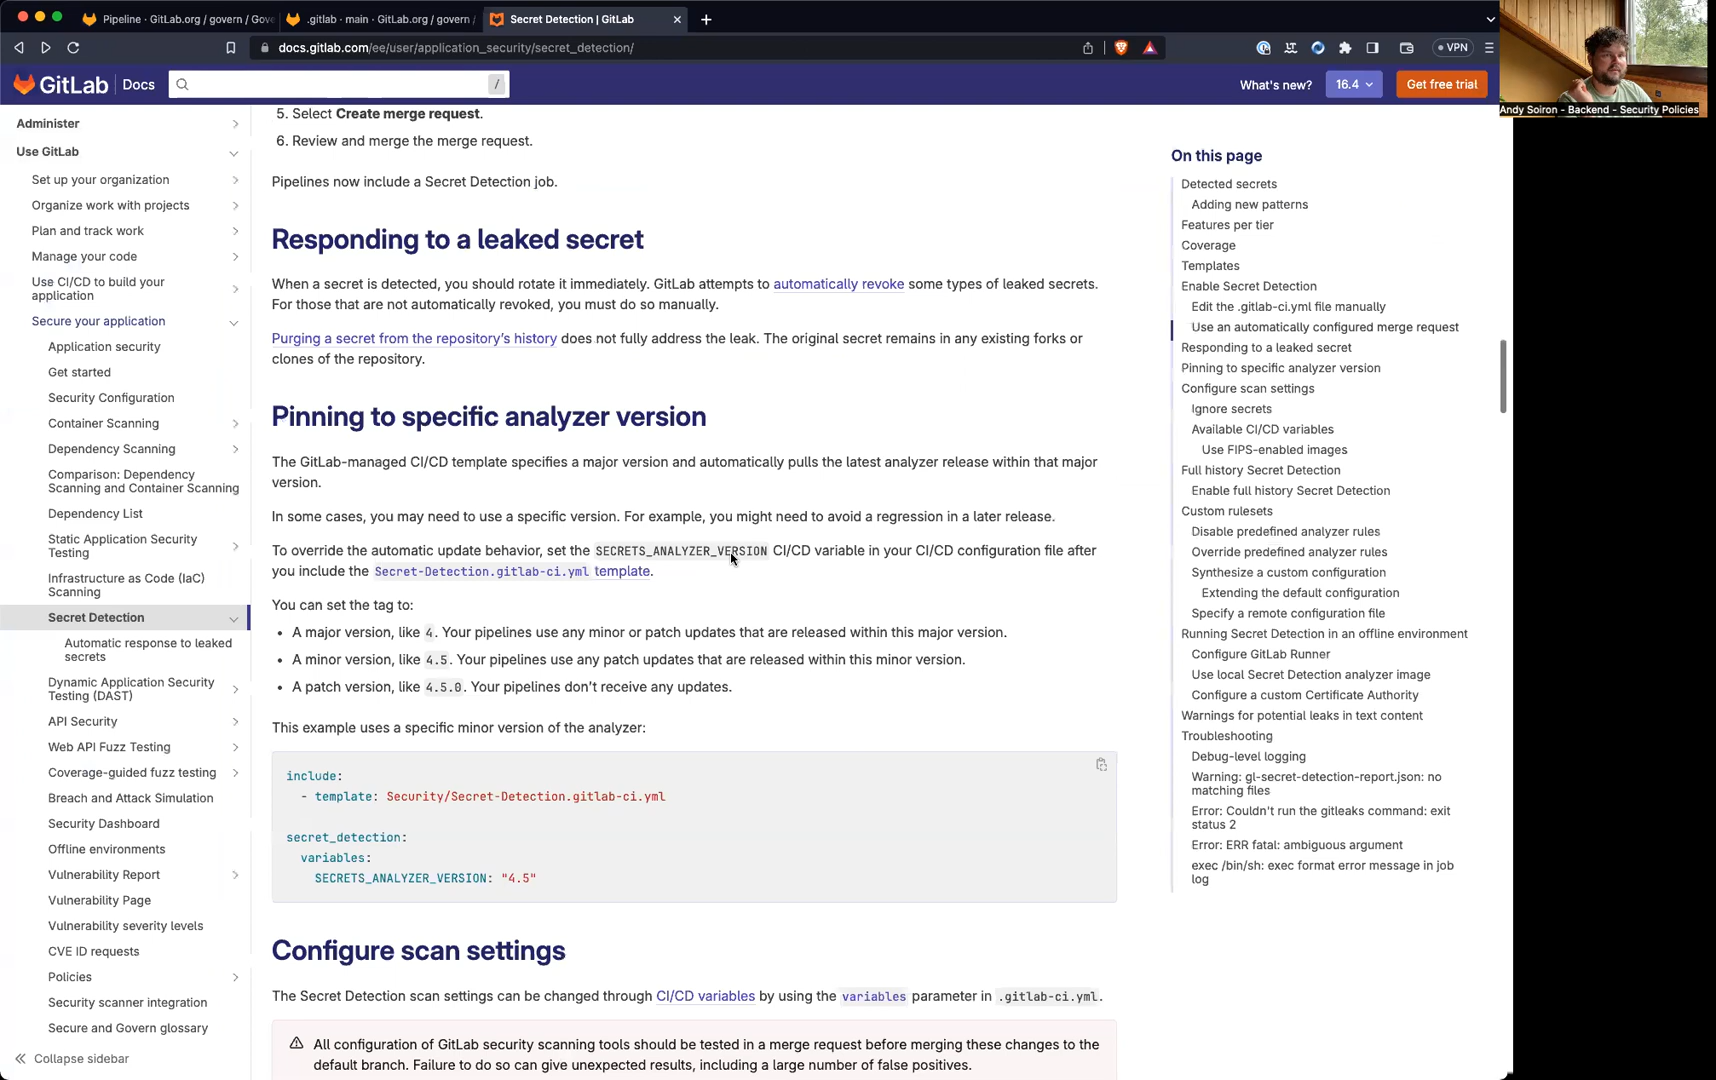 Pipeline · GitLab.org / govern / Gove
.gitlab · main · GitLab.org / govern /
Secret Detection | GitLab
docs.gitlab.com/ee/user/application_security/secret_detection/
VPN
Andy Soiron - Backend - Security Policies
GitLab Docs
/
What's new?
16.4
Get free trial
Administer
Use GitLab
Set up your organization
Organize work with projects
Plan and track work
Manage your code
Use CI/CD to build your
application
Secure your application
Application security
Get started
Security Configuration
Container Scanning
Dependency Scanning
Comparison: Dependency
Scanning and Container Scanning
Dependency List
Static Application Security
Testing
Infrastructure as Code (IaC)
Scanning
Secret Detection
Automatic response to leaked
secrets
Dynamic Application Security
Testing (DAST)
API Security
Web API Fuzz Testing
Coverage-guided fuzz testing
Breach and Attack Simulation
Security Dashboard
Offline environments
Vulnerability Report
Vulnerability Page
Vulnerability severity levels
CVE ID requests
Policies
Security scanner integration
Secure and Govern glossary
Collapse sidebar
5. Select Create merge request.
6. Review and merge the merge request.
Pipelines now include a Secret Detection job.
Responding to a leaked secret
When a secret is detected, you should rotate it immediately. GitLab attempts to automatically revoke some types of leaked secrets.
For those that are not automatically revoked, you must do so manually.
Purging a secret from the repository's history does not fully address the leak. The original secret remains in any existing forks or
clones of the repository.
Pinning to specific analyzer version
The GitLab-managed CI/CD template specifies a major version and automatically pulls the latest analyzer release within that major
version.
In some cases, you may need to use a specific version. For example, you might need to avoid a regression in a later release.
To override the automatic update behavior, set the SECRETS_ANALYZER_VERSION CI/CD variable in your CI/CD configuration file after
you include the Secret-Detection.gitlab-ci.yml template.
You can set the tag to:
• A major version, like 4. Your pipelines use any minor or patch updates that are released within this major version.
• A minor version, like 4.5. Your pipelines use any patch updates that are released within this minor version.
• A patch version, like 4.5.0. Your pipelines don't receive any updates.
This example uses a specific minor version of the analyzer:
include:
- template: Security/Secret-Detection.gitlab-ci.yml
secret_detection:
variables:
SECRETS_ANALYZER_VERSION: "4.5"
Configure scan settings
The Secret Detection scan settings can be changed through CI/CD variables by using the variables parameter in .gitlab-ci.yml.
All configuration of GitLab security scanning tools should be tested in a merge request before merging these changes to the
default branch. Failure to do so can give unexpected results, including a large number of false positives.
On this page
Detected secrets
Adding new patterns
Features per tier
Coverage
Templates
Enable Secret Detection
Edit the .gitlab-ci.yml file manually
Use an automatically configured merge request
Responding to a leaked secret
Pinning to specific analyzer version
Configure scan settings
Ignore secrets
Available CI/CD variables
Use FIPS-enabled images
Full history Secret Detection
Enable full history Secret Detection
Custom rulesets
Disable predefined analyzer rules
Override predefined analyzer rules
Synthesize a custom configuration
Extending the default configuration
Specify a remote configuration file
Running Secret Detection in an offline environment
Configure GitLab Runner
Use local Secret Detection analyzer image
Configure a custom Certificate Authority
Warnings for potential leaks in text content
Troubleshooting
Debug-level logging
Warning: gl-secret-detection-report.json: no
matching files
Error: Couldn't run the gitleaks command: exit
status 2
Error: ERR fatal: ambiguous argument
exec /bin/sh: exec format error message in job
log